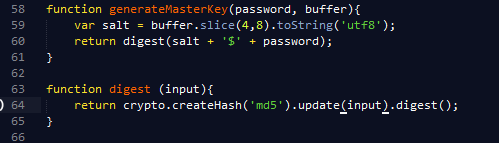 58 function generateMasterKey(password, buffer){
59 var salt = buffer.slice(4,8).toString('utf8');
60 return digest(salt + '$' + password);
61 }
62
63 function digest (input){
64 return crypto.createHash('md5').update(input).digest();
65 }
66